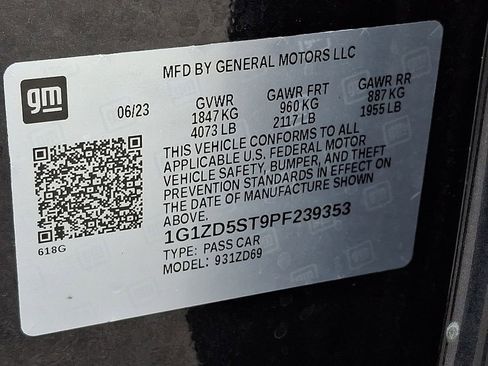 MFD BY GENERAL MOTORS LLC
gm
06/23 GVWR GAWR FRT GAWR RR
1847 KG 960 KG 887 KG
4073 LB 2117 LB 1955 LB
THIS VEHICLE CONFORMS TO ALL
APPLICABLE U.S. FEDERAL MOTOR
VEHICLE SAFETY, BUMPER, AND THEFT
PREVENTION STANDARDS IN EFFECT ON
THE DATE OF MANUFACTURE SHOWN
ABOVE.
1G1ZD5ST9PF239353
618G
TYPE: PASS CAR
MODEL: 931ZD69